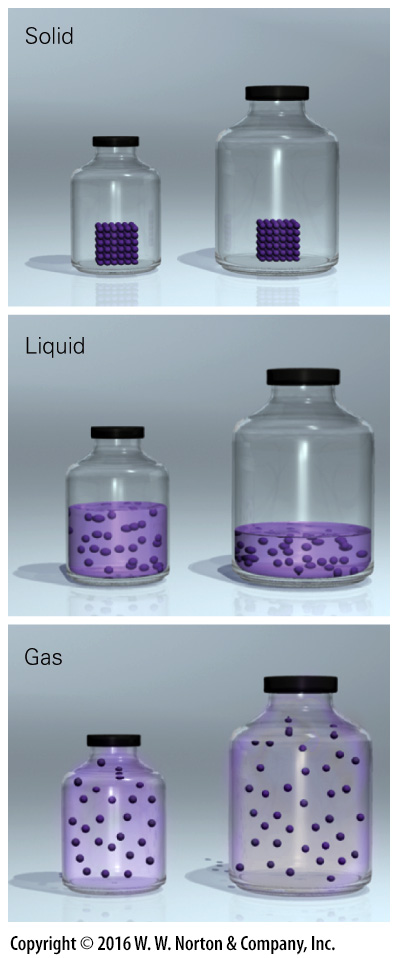 Solid
Liquid
Gas
Copyright © 2016 W. W. Norton & Company, Inc.